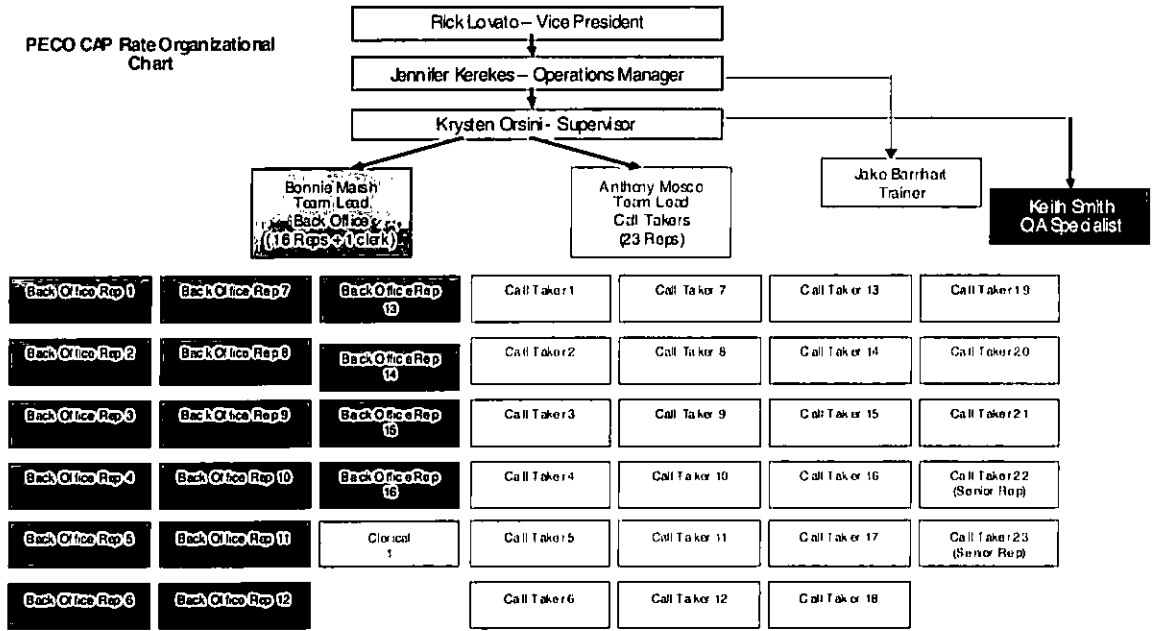 PECO CAP Rate Organizational
Chart
Rick Lovato – Vice President
Jennifer Kerekes – Operations Manager
Krysten Orsini - Supervisor
Bonnie Marsh
Team Lead
Back Office
(16 Reps + 1 clerk)
Anthony Mosco
Team Lead
Call Takers
(23 Reps)
Jake Barrhart
Trainer
Keith Smith
QA Specialist
Back Office Rep 1
Back Office Rep 7
Back Office Rep
13
Call Taker 1
Call Taker 7
Call Taker 13
Call Taker 19
Back Office Rep 2
Back Office Rep 8
Back Office Rep
14
Call Taker 2
Call Taker 8
Call Taker 14
Call Taker 20
Back Office Rep 3
Back Office Rep 9
Back Office Rep
15
Call Taker 3
Call Taker 9
Call Taker 15
Call Taker 21
Back Office Rep 4
Back Office Rep 10
Back Office Rep
16
Call Taker 4
Call Taker 10
Call Taker 16
Call Taker 22
(Senior Rep)
Back Office Rep 5
Back Office Rep 11
Clerical
1
Call Taker 5
Call Taker 11
Call Taker 17
Call Taker 23
(Senior Rep)
Back Office Rep 6
Back Office Rep 12
Call Taker 6
Call Taker 12
Call Taker 18